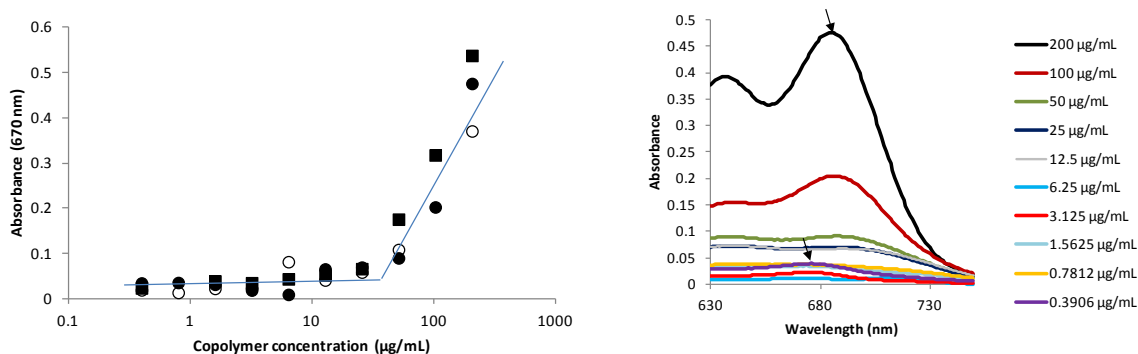 0.6
0.5
0.4
0.3
0.2
0.1
0
0.1
1
10
100
1000
Absorbance (670 nm)
Copolymer concentration (µg/mL)
0.5
0.45
0.4
0.35
0.3
0.25
0.2
0.15
0.1
0.05
0
630
680
730
Absorbance
Wavelength (nm)
200 µg/mL
100 µg/mL
50 µg/mL
25 µg/mL
12.5 µg/mL
6.25 µg/mL
3.125 µg/mL
1.5625 µg/mL
0.7812 µg/mL
0.3906 µg/mL